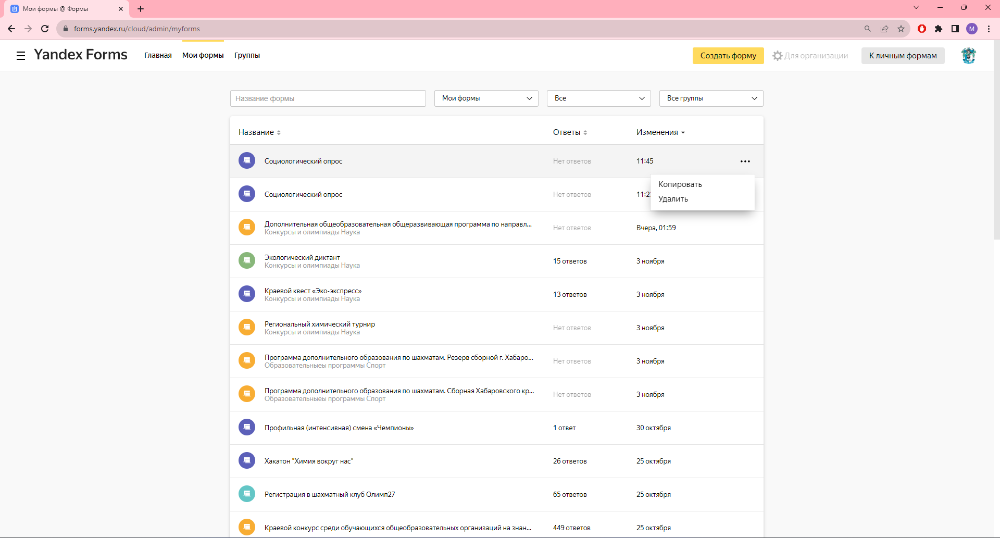 Мои формы @ Формы
forms.yandex.ru/cloud/admin/myforms
M
Yandex Forms
Главная
Мои формы
Группы
Создать форму
Для организации
К личным формам
Название формы
Мои формы
Все
Все группы
Название
Ответы
Изменения
Социологический опрос
Нет ответов
11:45
Копировать
Удалить
Социологический опрос
Нет ответов
11:2
Дополнительная общеобразовательная общеразвивающая программа по направл...
Конкурсы и олимпиады Наука
Нет ответов
Вчера, 01:59
Экологический диктант
Конкурсы и олимпиады Наука
15 ответов
3 ноября
Краевой квест «Эко-экспресс»
Конкурсы и олимпиады Наука
13 ответов
3 ноября
Региональный химический турнир
Конкурсы и олимпиады Наука
Нет ответов
3 ноября
Программа дополнительного образования по шахматам. Резерв сборной г. Хабаро...
Образовательныеы программы Спорт
Нет ответов
3 ноября
Программа дополнительного образования по шахматам. Сборная Хабаровского кр...
Образовательныеы программы Спорт
Нет ответов
3 ноября
Профильная (интенсивная) смена «Чемпионы»
1 ответ
30 октября
Хакатон "Химия вокруг нас"
26 ответов
25 октября
Регистрация в шахматный клуб Олимп27
65 ответов
25 октября
Краевой конкурс среди обучающихся общеобразовательных организаций на знан...
449 ответов
25 октября